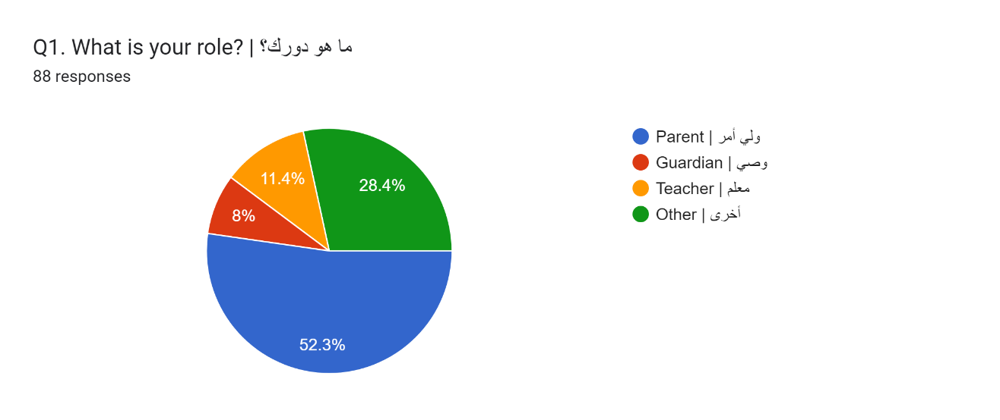 Q1. What is your role? | ما هو دورك؟
88 responses
11.4%
28.4%
8%
52.3%
Parent | ولي أمر
Guardian | وصي
Teacher | معلم
Other | أخرى